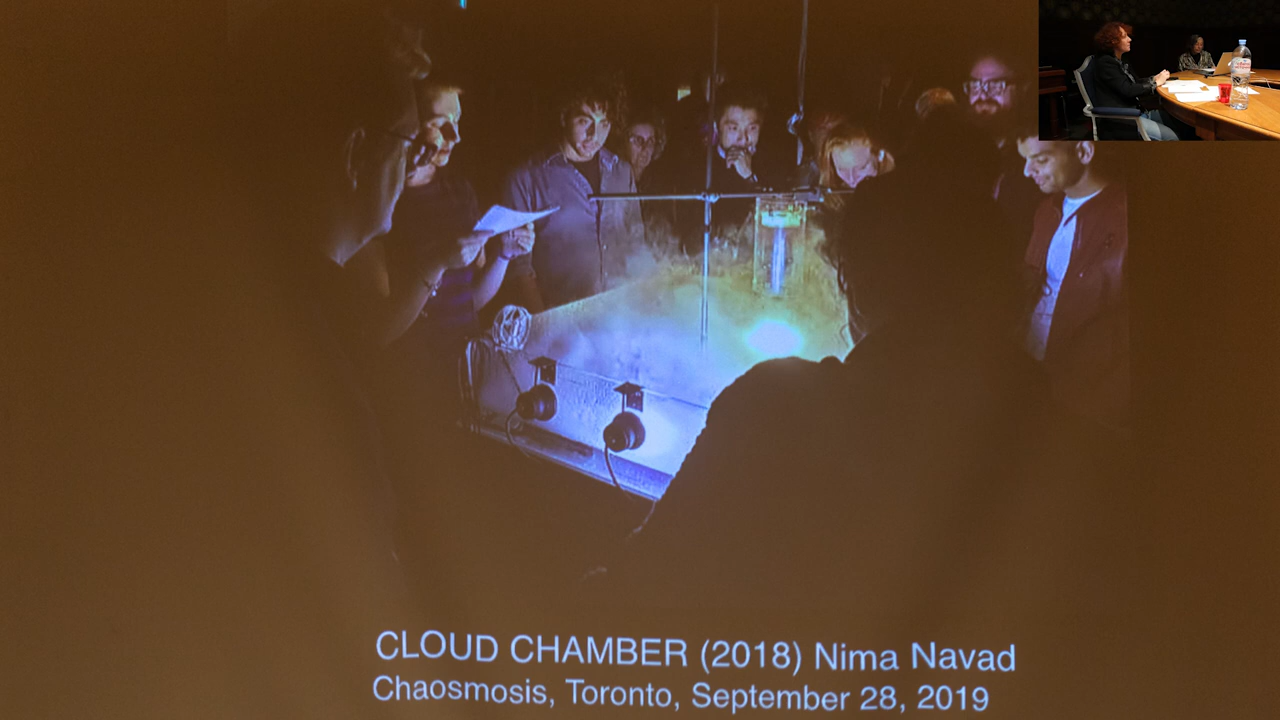 CLOUD CHAMBER (2018) Nima Navad
Chaosmosis, Toronto, September 28, 2019